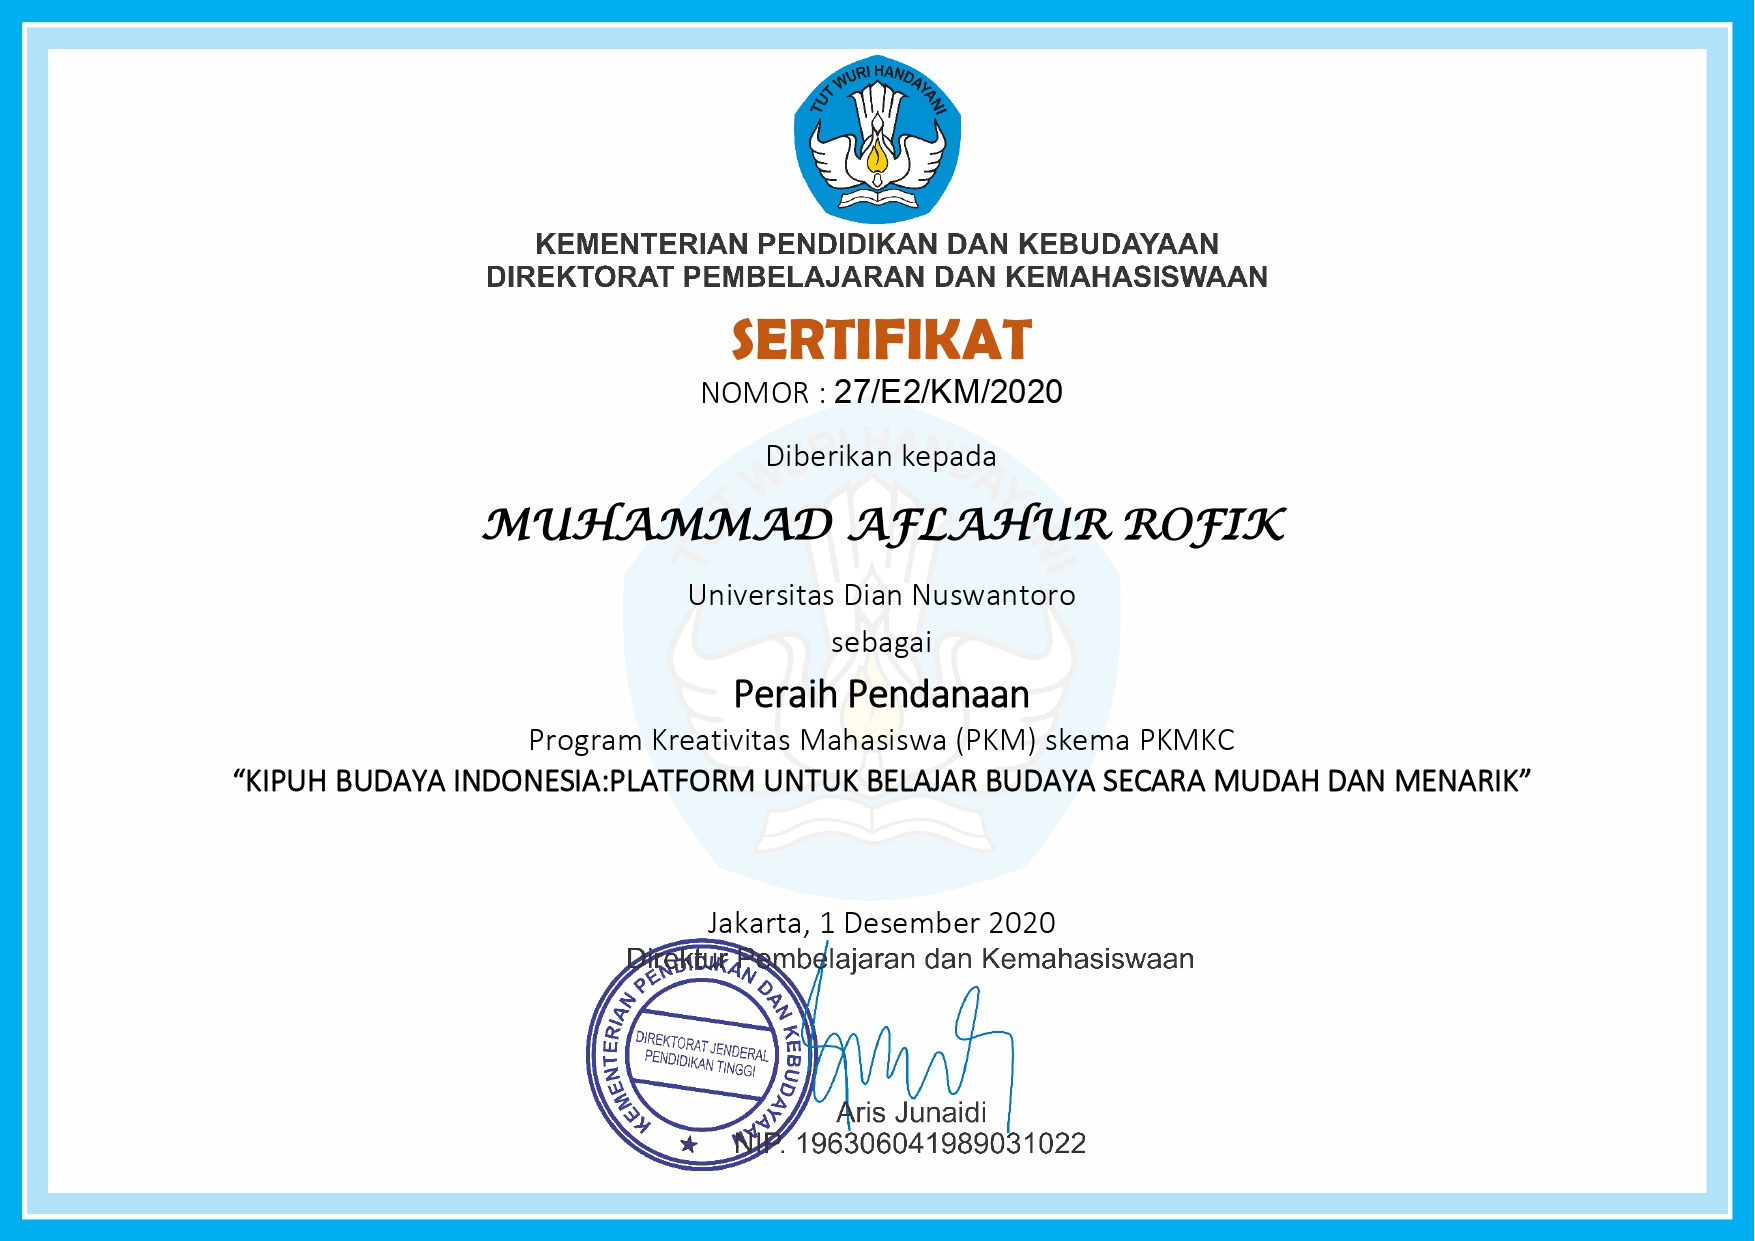 TUT WURI HANDAYANI
KEMENTERIAN PENDIDIKAN DAN KEBUDAYAAN
DIREKTORAT PEMBELAJARAN DAN KEMAHASISWAAN
SERTIFIKAT
NOMOR : 27/E2/KM/2020
TUT WURI HANDAYANI
Diberikan kepada
MUHAMMAD AFLAHUR ROFIK
Universitas Dian Nuswantoro
sebagai
Peraih Pendanaan
Program Kreativitas Mahasiswa (PKM) skema PKMKC
“KIPUH BUDAYA INDONESIA:PLATFORM UNTUK BELAJAR BUDAYA SECARA MUDAH DAN MENARIK”
Jakarta, 1 Desember 2020
Direktur Pembelajaran dan Kemahasiswaan
KEMENTERIAN PENDIDIKAN DAN KEBUDAYAAN
DIREKTORAT JENDERAL
PENDIDIKAN TINGGI
Aris Junaidi
NIP. 196306041989031022